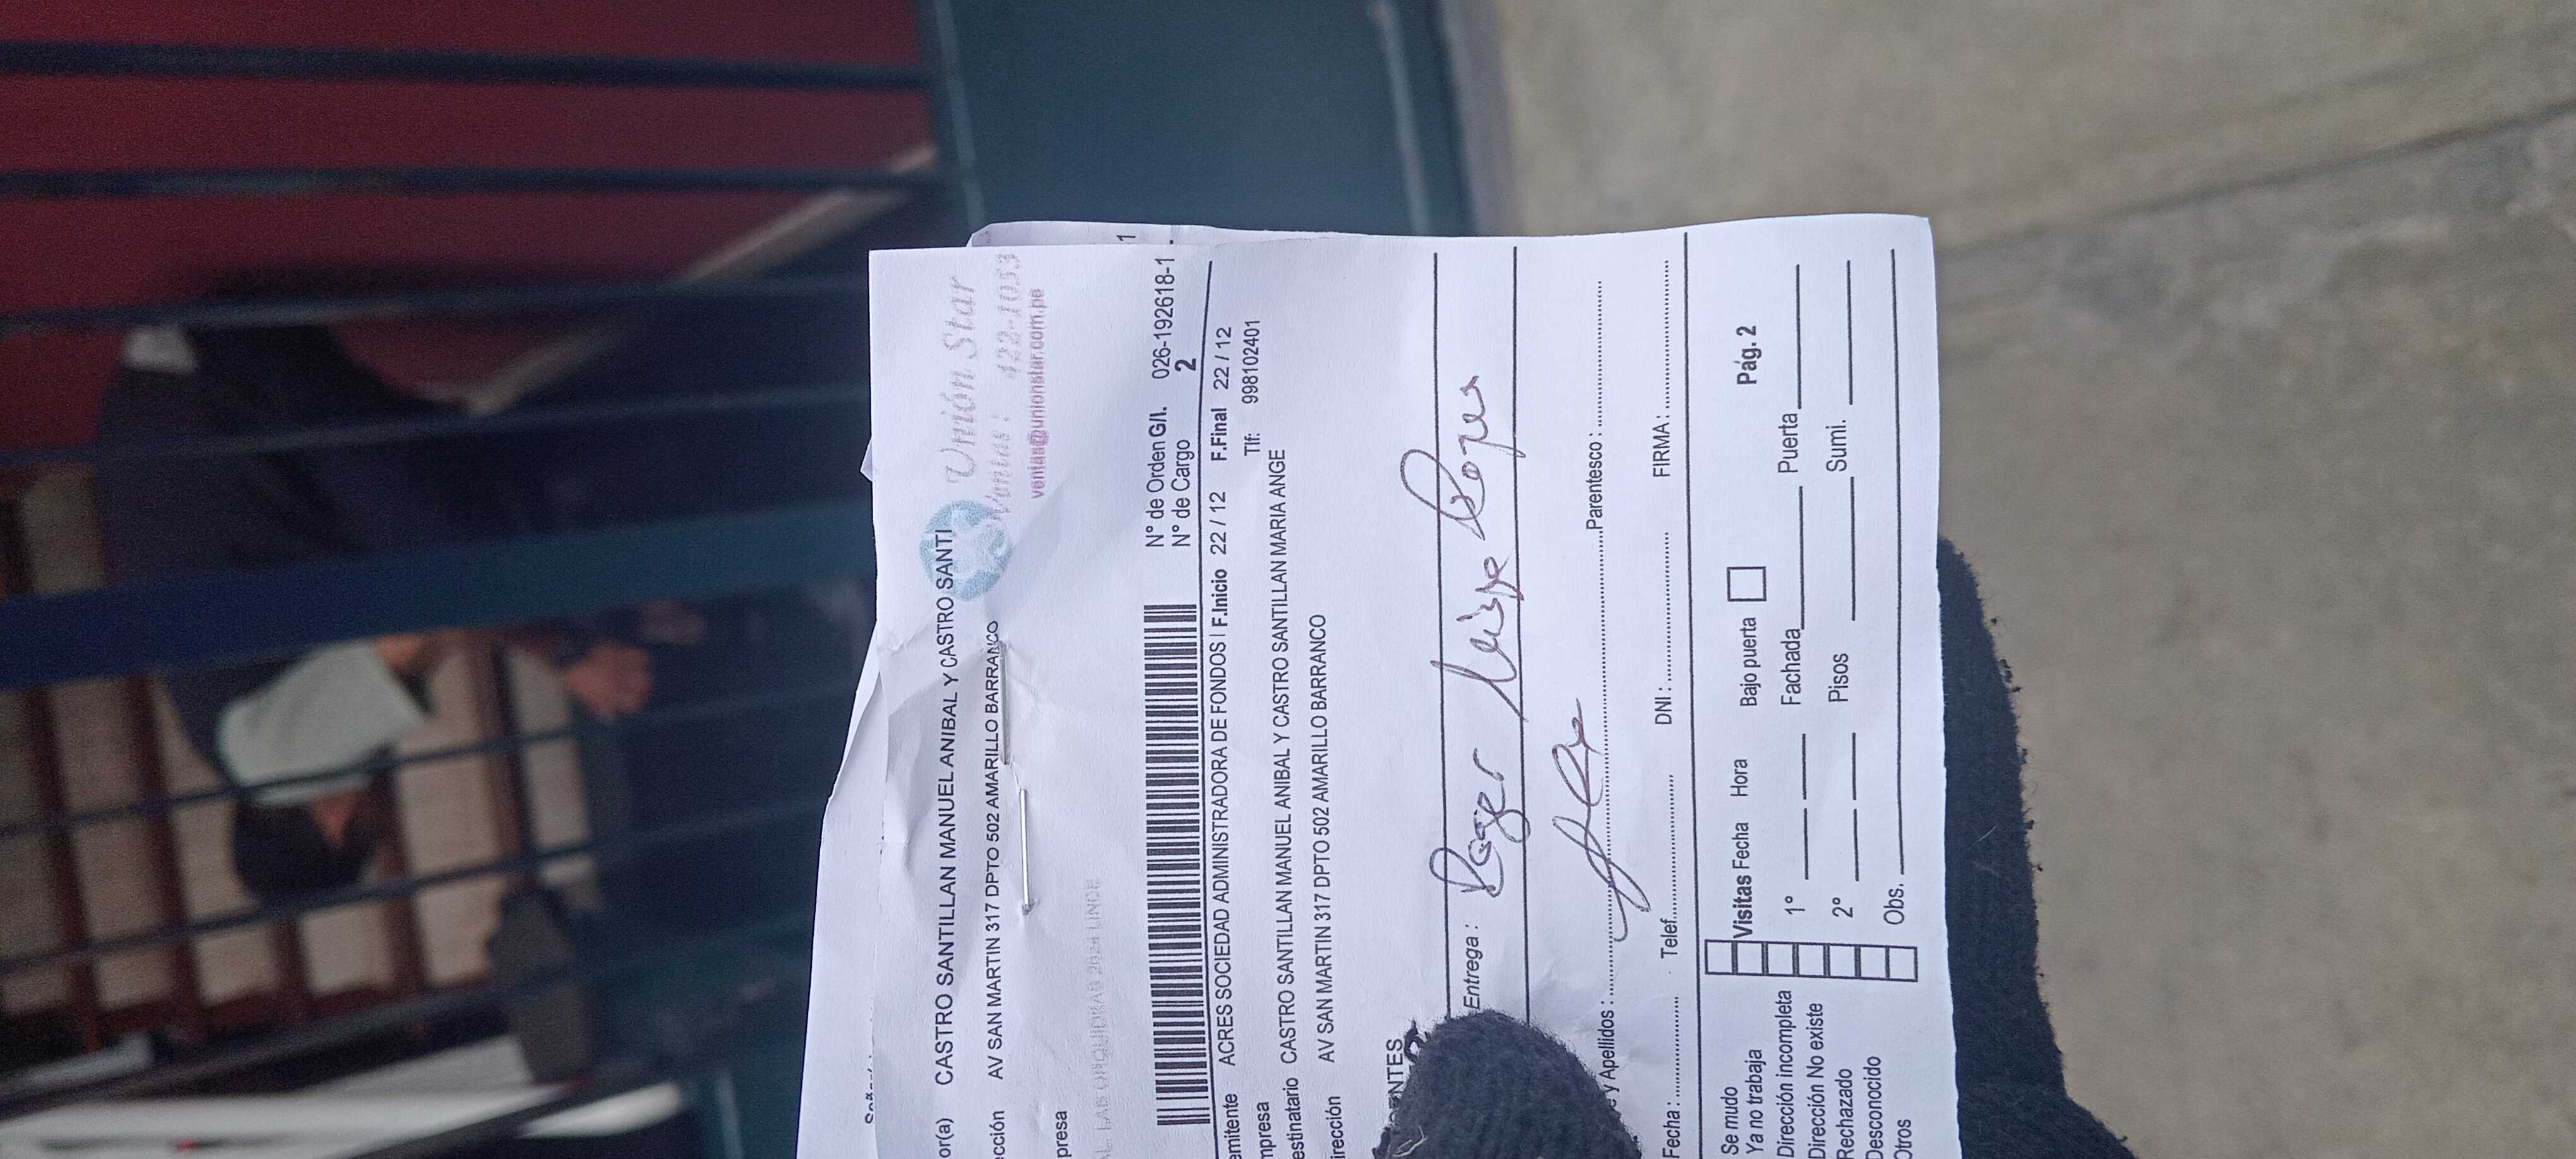 or(a) CASTRO SANTILLAN MANUEL ANIBAL Y CASTRO SANTI
Unión Star
ección AV SAN MARTIN 317 DPTO 502 AMARILLO BARRANCO
Ventas: 422-1053
ventas@unionstar.com.pe
presa
1
N° de Orden G/I. 026-192618-1
N° de Cargo 2
emitente ACRES SOCIEDAD ADMINISTRADORA DE FONDOS | F.Inicio 22 / 12 F.Final 22 / 12
mpresa Tlf: 998102401
estinatario CASTRO SANTILLAN MANUEL ANIBAL Y CASTRO SANTILLAN MARIA ANGE
irección AV SAN MARTIN 317 DPTO 502 AMARILLO BARRANCO
ENTES
Entrega : Roger
y Apellidos : Parentesco :
Fecha : Telef. DNI : FIRMA :
Se mudo Visitas Fecha Hora Bajo puerta Pág. 2
Ya no trabaja
Dirección incompleta 1° Fachada Puerta
Dirección No existe
Rechazado 2° Pisos Sumi.
Desconocido
Otros Obs.